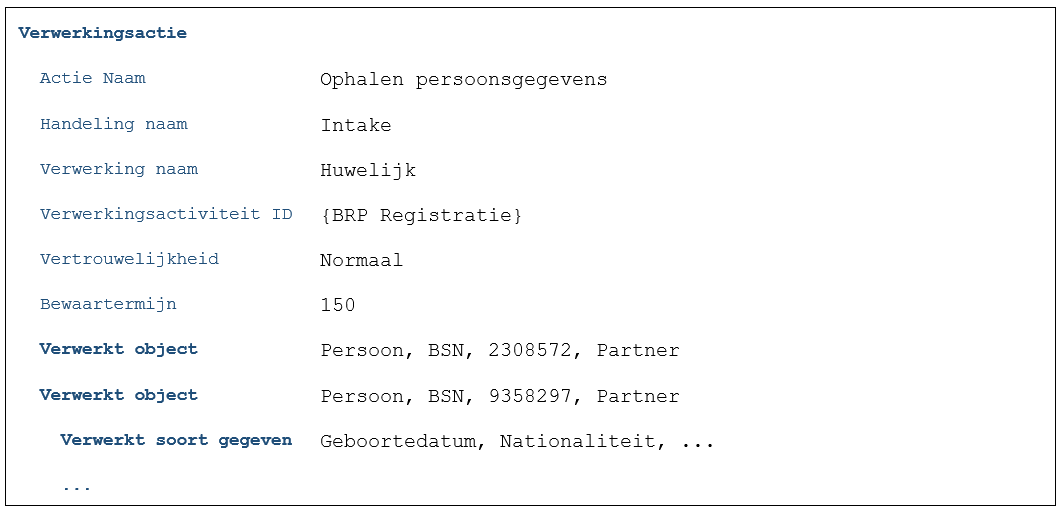 Verwerkingsactie
Actie Naam Ophalen persoonsgegevens
Handeling naam Intake
Verwerking naam Huwelijk
Verwerkingsactiviteit ID {BRP Registratie}
Vertrouwelijkheid Normaal
Bewaartermijn 150
Verwerkt object Persoon, BSN, 2308572, Partner
Verwerkt object Persoon, BSN, 9358297, Partner
Verwerkt soort gegeven Geboortedatum, Nationaliteit, ...
...